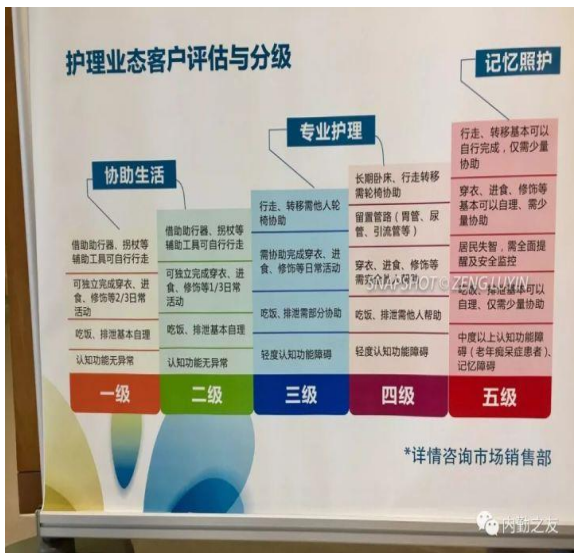 护理业态客户评估与分级
记忆照护
专业护理
协助生活
借助助行器、拐杖等
辅助工具可自行行走
可独立完成穿衣、进
食、修饰等2/3日常
活动
吃饭、排泄基本自理
认知功能无异常
一级
借助助行器、拐杖等
辅助工具可自行行走
可独立完成穿衣、进
食、修饰等1/3日常
活动
吃饭、排泄基本自理
认知功能无异常
二级
行走、转移需他人轮
椅协助
需协助完成穿衣、进
食、修饰等日常活动
吃饭、排泄需部分协助
轻度认知功能障碍
三级
长期卧床、行走转移
需轮椅协助
留置管路（胃管、尿
管、引流管等）
穿衣、进食、修饰等
吃饭、排泄需他人帮助
轻度认知功能障碍
四级
行走、转移基本可以
自行完成，仅需少量
协助
穿衣、进食、修饰等
基本可以自理、需少
量协助
居民失智，需全面提
醒及安全监控
吃饭、排泄基本可以
自理、仅需少量协助
中度以上认知功能障
碍（老年痴呆症患者）、
记忆障碍
五级
SNAPSHOT©ZENGLUYIN
*详情咨询市场销售部
内勤之友